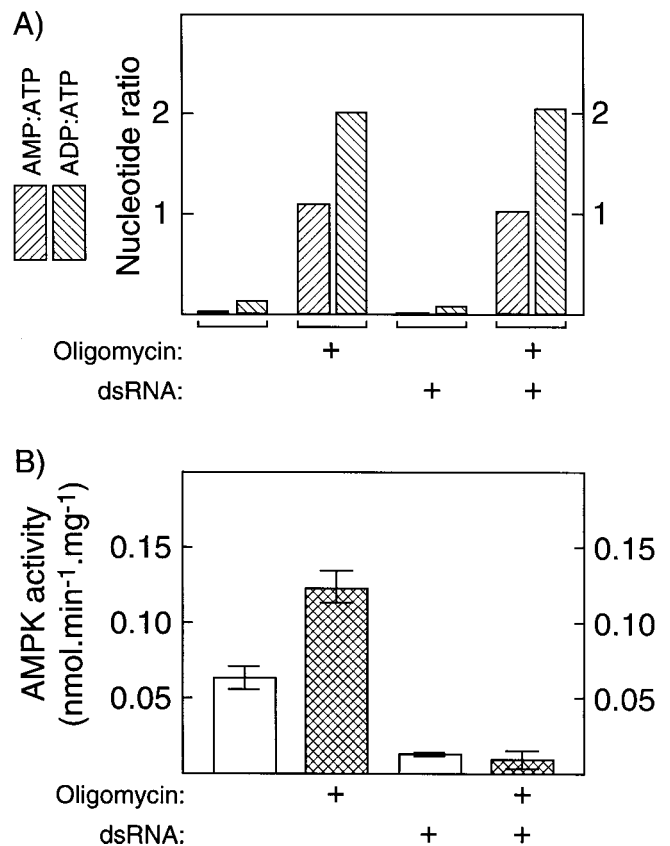 A)
AMP:ATP
ADP:ATP
Nucleotide ratio
2
2
1
1
Oligomycin: + +
dsRNA: + +
B)
AMPK activity
(nmol.min-1.mg-1)
0.15
0.15
0.10
0.10
0.05
0.05
Oligomycin: + +
dsRNA: + +